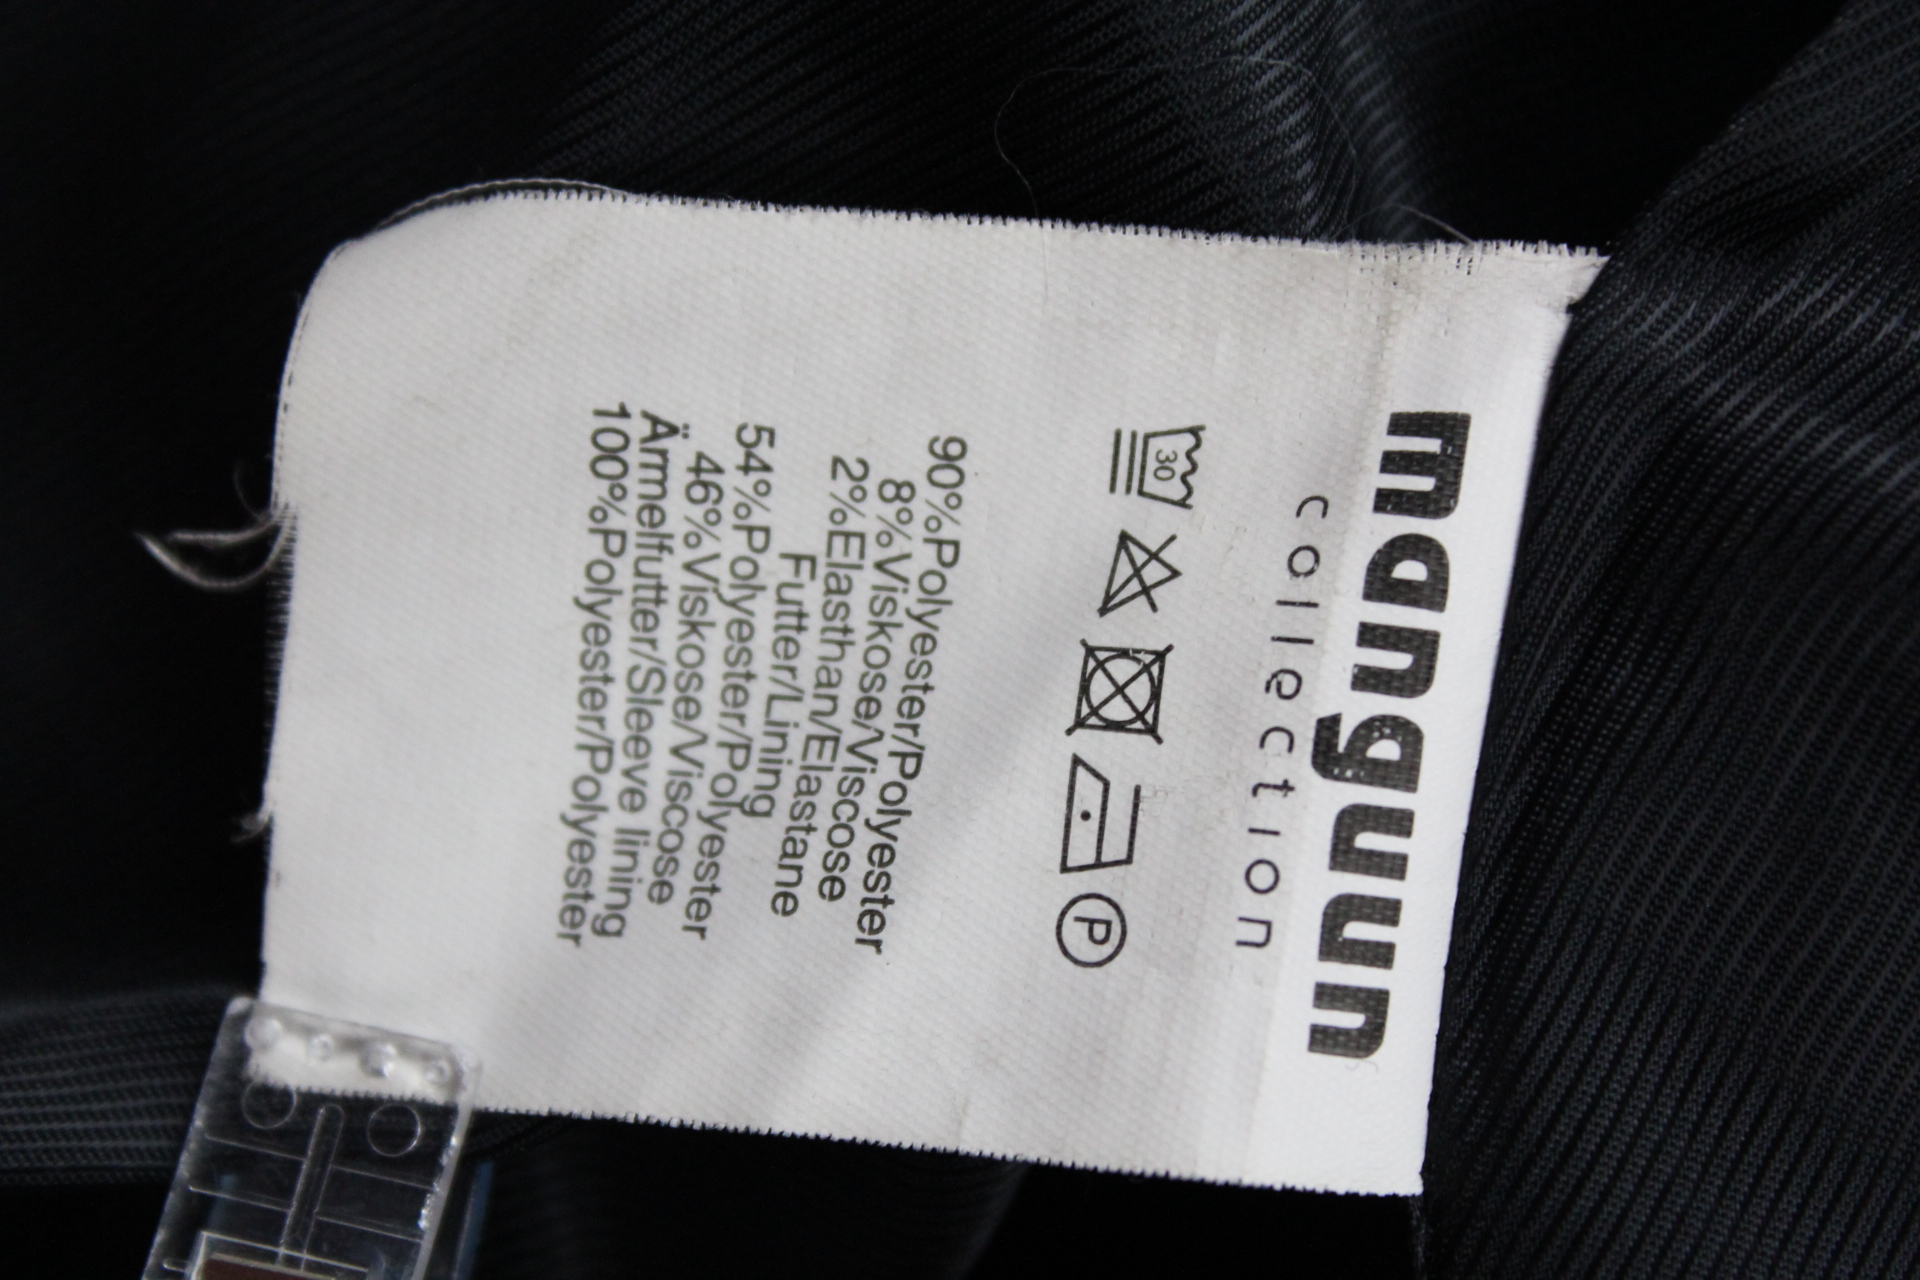 manguun
collection
30
P
90%Polyester/Polyester
8%Viskose/Viscose
2%Elasthan/Elastane
Futter/Lining
54%Polyester/Polyester
46%Viskose/Viscose
Ärmelfutter/Sleeve lining
100%Polyester/Polyester